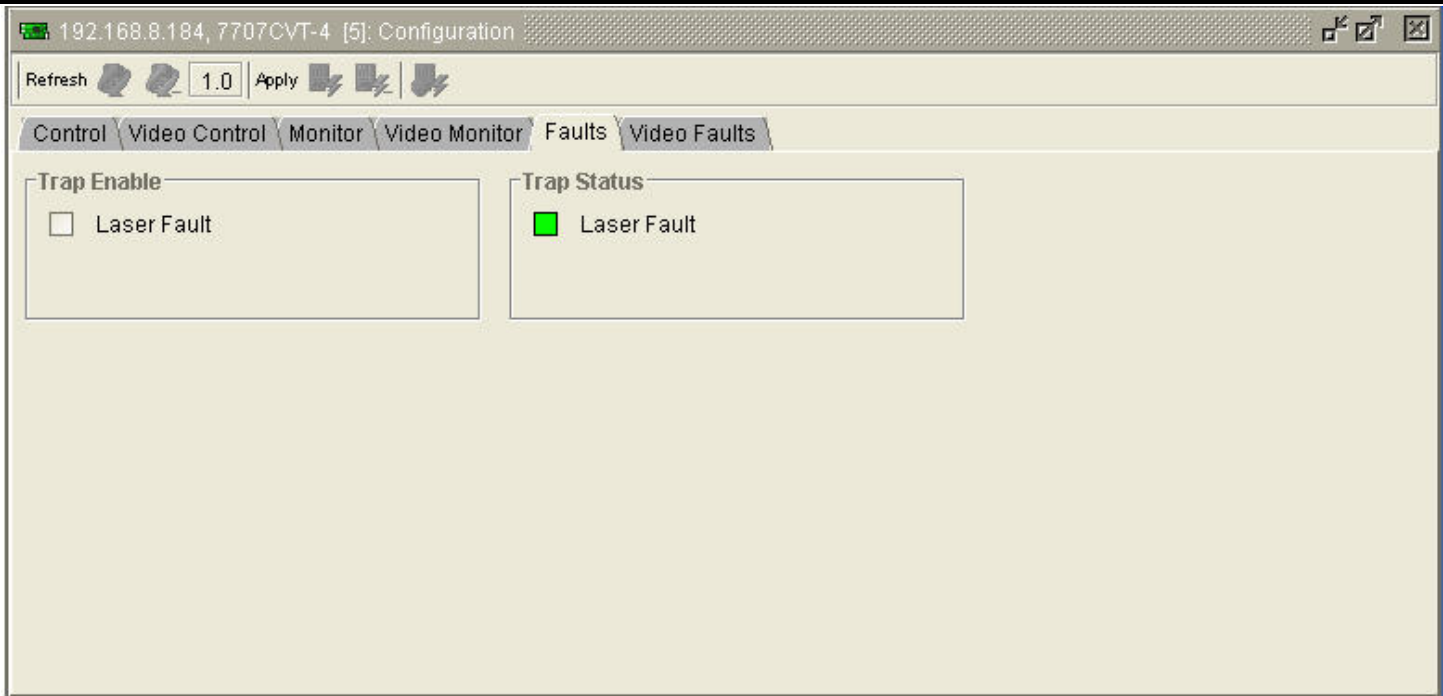 192.168.8.184, 7707CVT-4 [5]: Configuration
Refresh 1.0 Apply
Control Video Control Monitor Video Monitor Faults Video Faults
Trap Enable Trap Status
Laser Fault Laser Fault